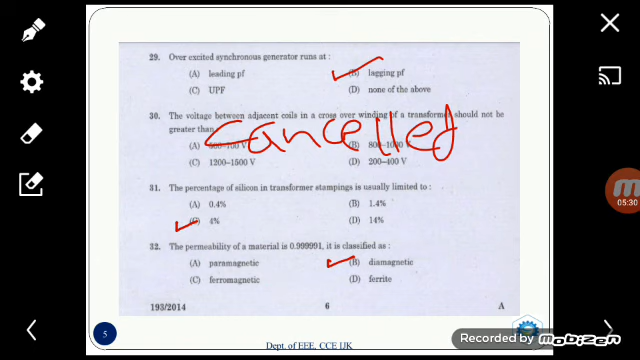 29. Over excited synchronous generator runs at :
(A) leading pf (B) lagging pf
(C) UPF (D) none of the above
30. The voltage between adjacent coils in a cross over winding of a transformer should not be
greater than
cancelled
(A) V (B) 800-1000 V
(C) 1200-1500 V (D) 200-400 V
31. The percentage of silicon in transformer stampings is usually limited to :
(A) 0.4% (B) 1.4%
(C) 4% (D) 14%
32. The permeability of a material is 0.999991, it is classified as :
(A) paramagnetic (B) diamagnetic
(C) ferromagnetic (D) ferrite
193/2014 6 A
5
Dept. of EEE, CCE IJK
05:30
Recorded by MOBIZEN